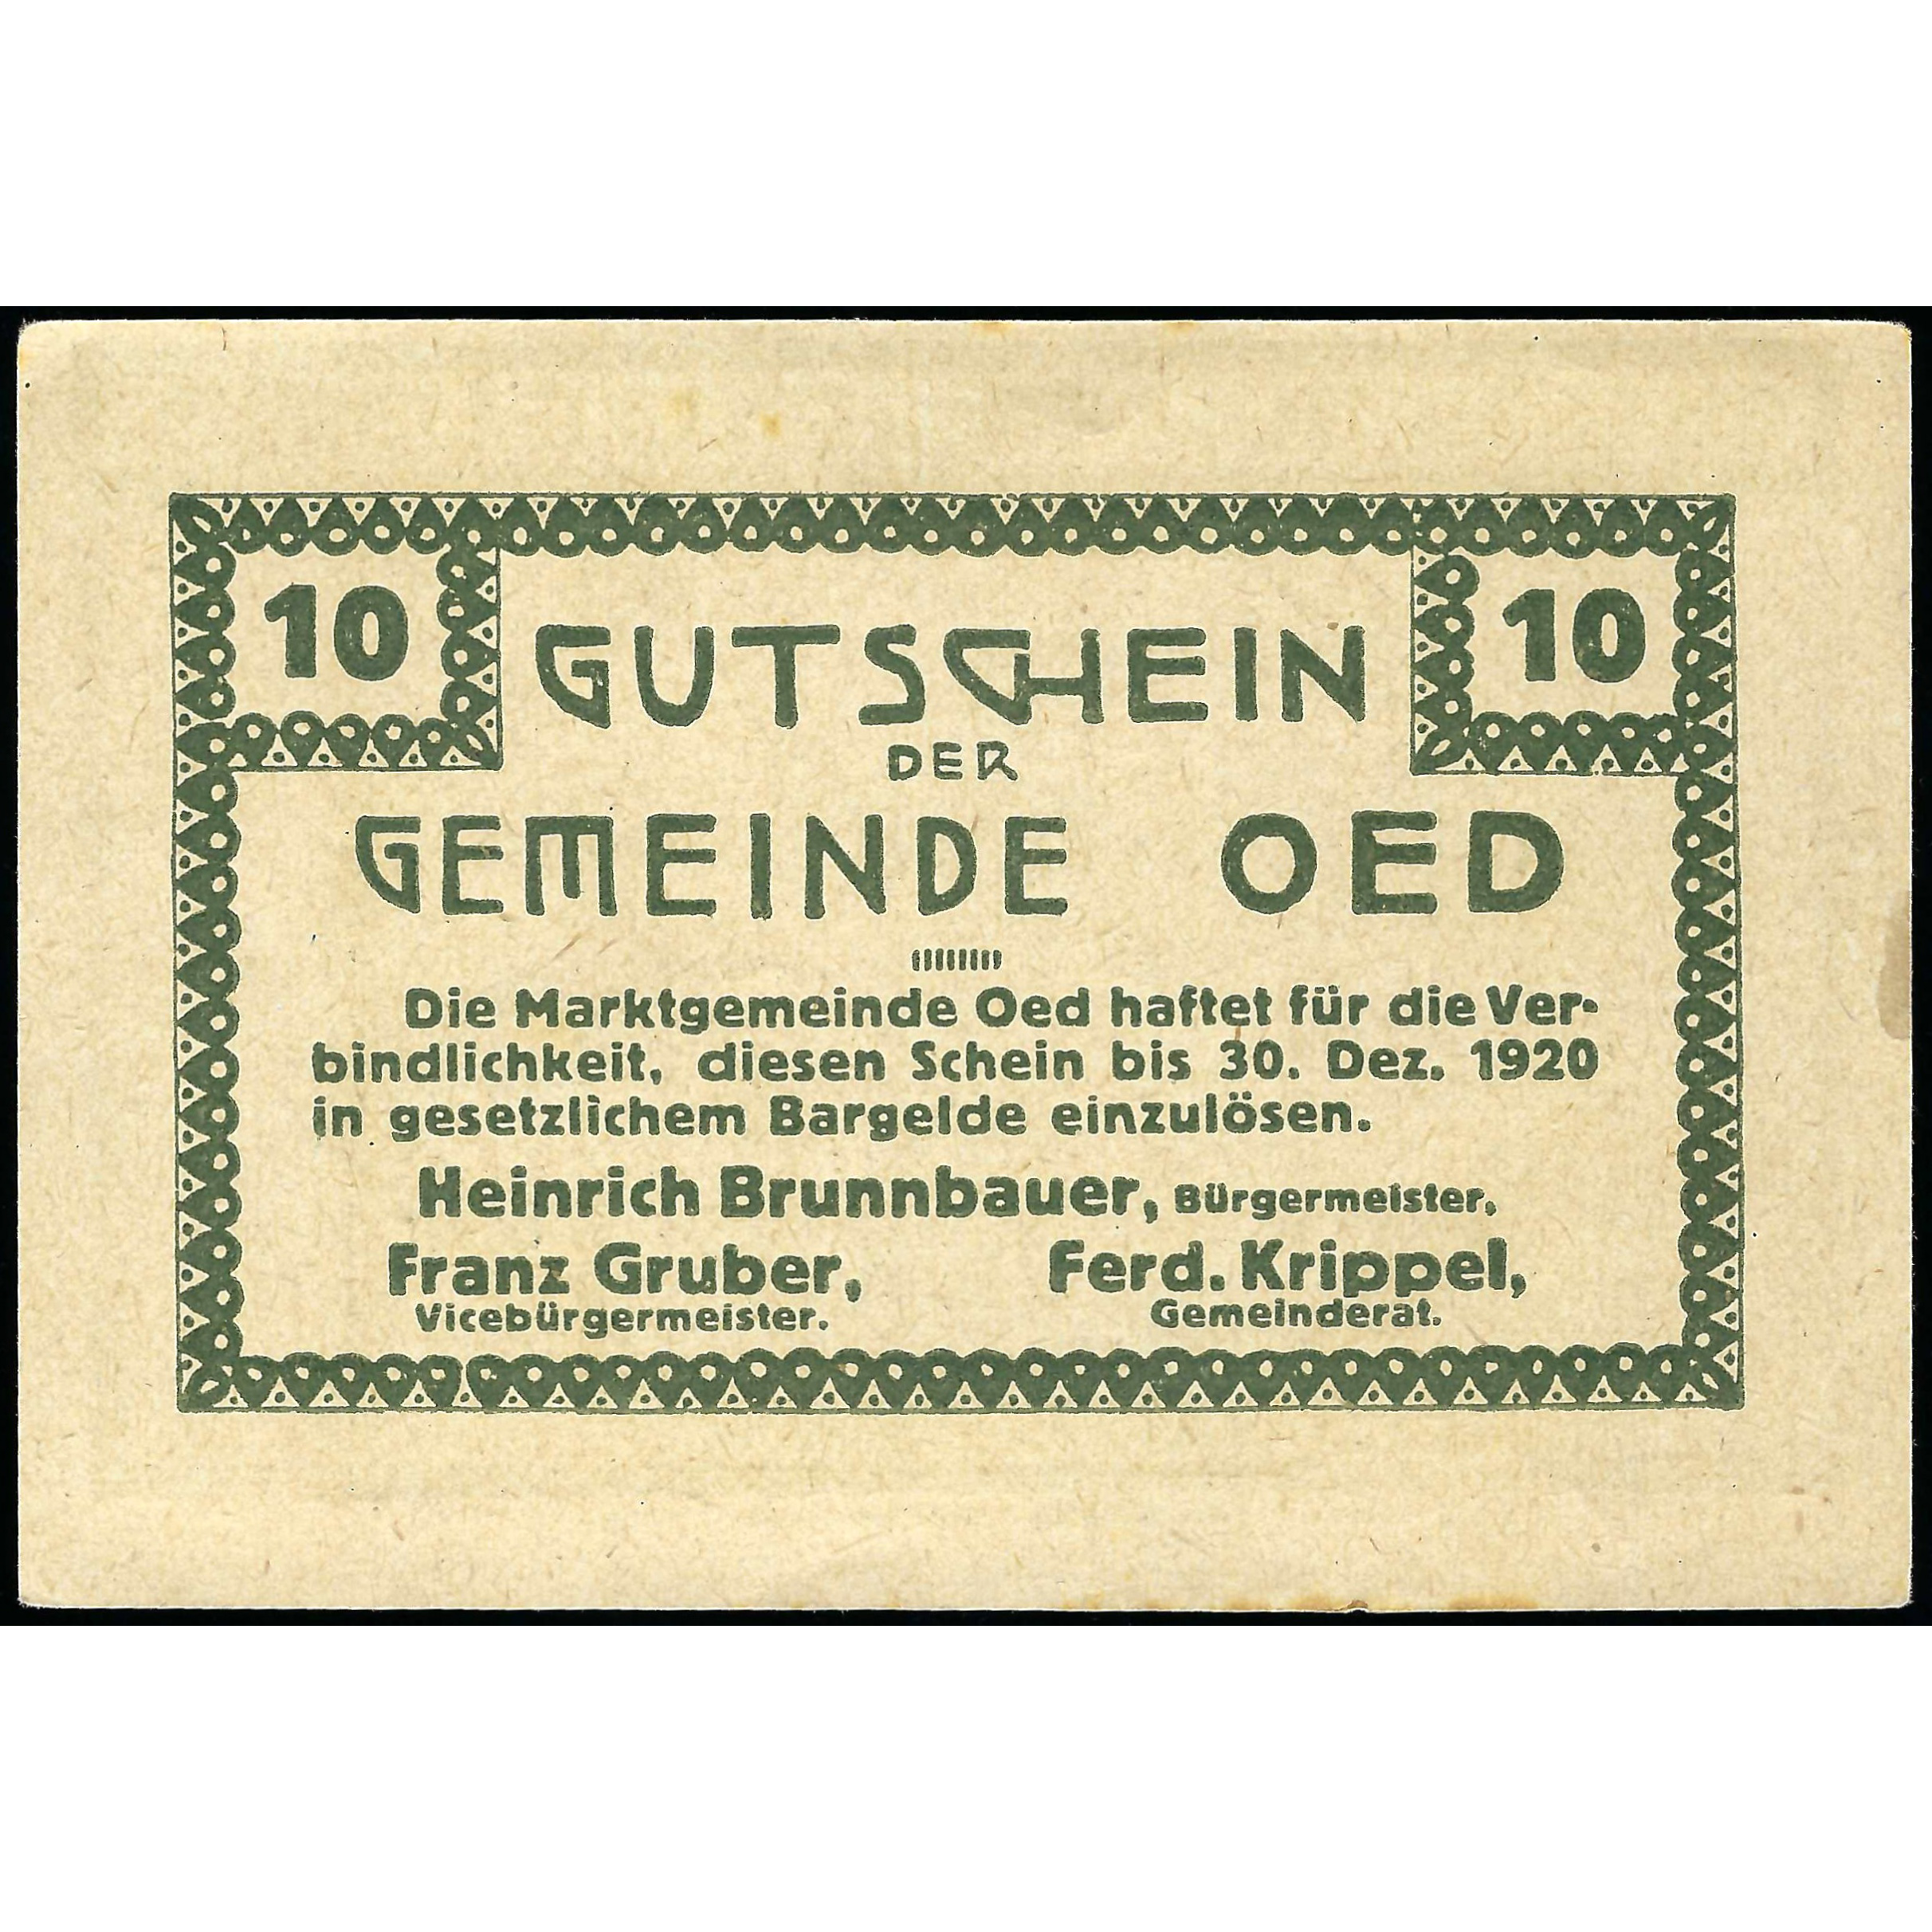 10
10
GUTSCHEIN
DER
GEMEINDE OED
Die Marktgemeinde Oed haftet für die Ver-
bindlichkeit, diesen Schein bis 30. Dez. 1920
in gesetzlichem Bargelde einzulösen.
Heinrich Brunnbauer, Bürgermeister,
Franz Gruber,
Vicebürgermeister.
Ferd. Krippel,
Gemeinderat.